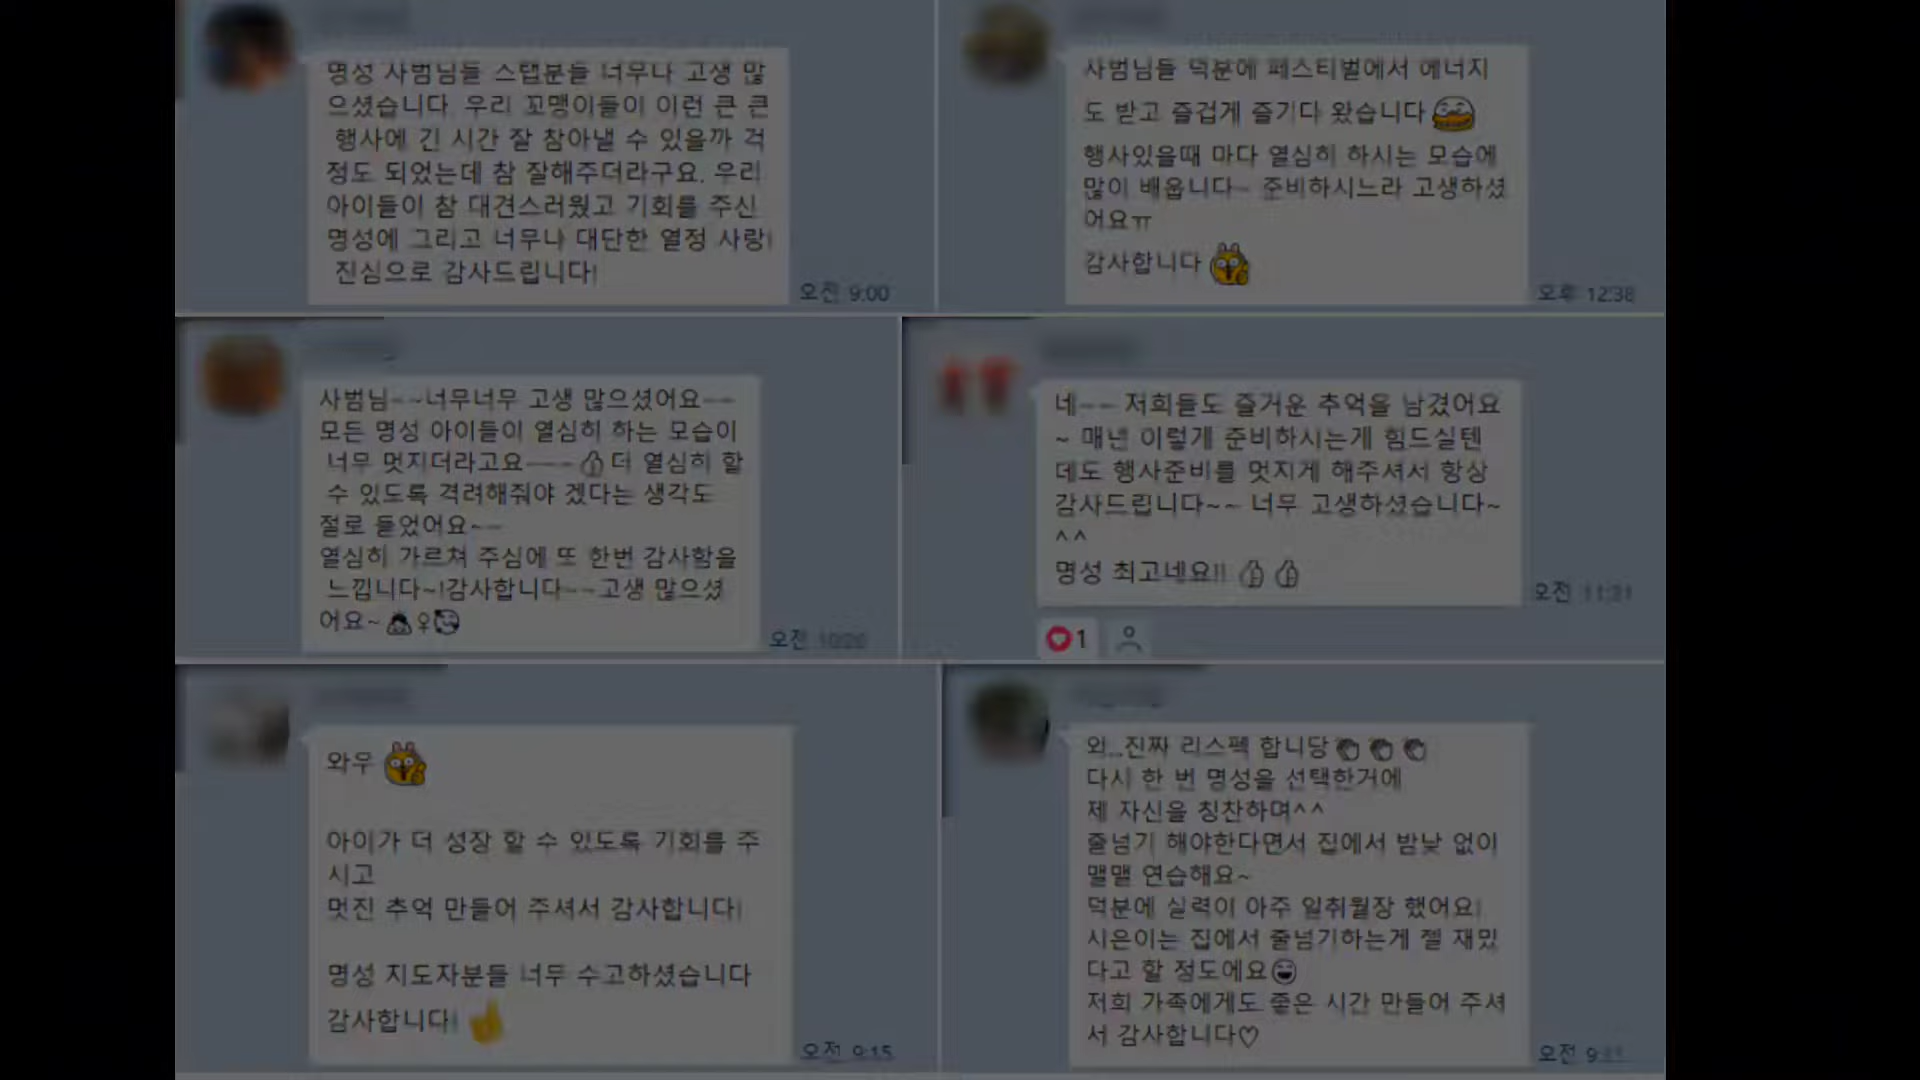 명성 사범님들 스탭분들 너무나 고생 많
으셨습니다. 우리 꼬맹이들이 이런 큰 큰
행사에 긴 시간 잘 참아낼 수 있을까 걱
정도 되었는데 참 잘해주더라구요. 우리
아이들이 참 대견스러웠고 기회를 주신
명성에 그리고 너무나 대단한 열정 사랑!
진심으로 감사드립니다!
오전 9:00
사범님들 덕분에 페스티벌에서 에너지
도 받고 즐겁게 즐기다 왔습니다
행사있을때 마다 열심히 하시는 모습에
많이 배웁니다~ 준비하시느라 고생하셨
어요ㅠ
감사합니다
오후 12:38
사범님~~너무너무 고생 많으셨어요~~
모든 명성 아이들이 열심히 하는 모습이
너무 멋지더라고요~~~👍더 열심히 할
수 있도록 격려해줘야 겠다는 생각도
절로 들었어요~~
열심히 가르쳐 주심에 또 한번 감사함을
느낍니다~!감사합니다~~고생 많으셨
어요~🙇♀🥰
오전
네~~ 저희들도 즐거운 추억을 남겼어요
~ 매년 이렇게 준비하시는게 힘드실텐
데도 행사준비를 멋지게 해주셔서 항상
감사드립니다~~ 너무 고생하셨습니다~
^^
명성 최고네요!! 👍👍
오전 11:21
1
와우
아이가 더 성장 할 수 있도록 기회를 주
시고
멋진 추억 만들어 주셔서 감사합니다!
명성 지도자분들 너무 수고하셨습니다
감사합니다!
오전 9:15
와...진짜 리스펙 합니당👏👏👏
다시 한 번 명성을 선택한거에
제 자신을 칭찬하며^^
줄넘기 해야한다면서 집에서 밤낮 없이
맬맬 연습해요~
덕분에 실력이 아주 일취월장 했어요!
시은이는 집에서 줄넘기하는게 젤 재밌
다고 할 정도에요😆
저희 가족에게도 좋은 시간 만들어 주셔
서 감사합니다♡
오전